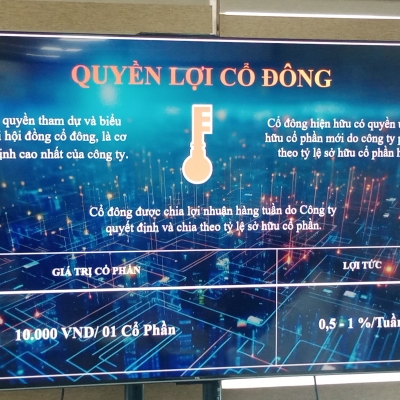 QUYỀN LỢI CỔ ĐÔNG
quyền tham dự và biểu
hội đồng cổ đông, là cơ
định cao nhất của công ty.
Cổ đông hiện hữu có quyền
hữu cổ phần mới do công ty
theo tỷ lệ sở hữu cổ phần
Cổ đông được chia lợi nhuận hàng tuần do Công ty
quyết định và chia theo tỷ lệ sở hữu cổ phần.
GIÁ TRỊ CỔ PHẦN
LỢI TỨC
10.000 VND/ 01 Cổ Phần
0,5 - 1 %/Tuần